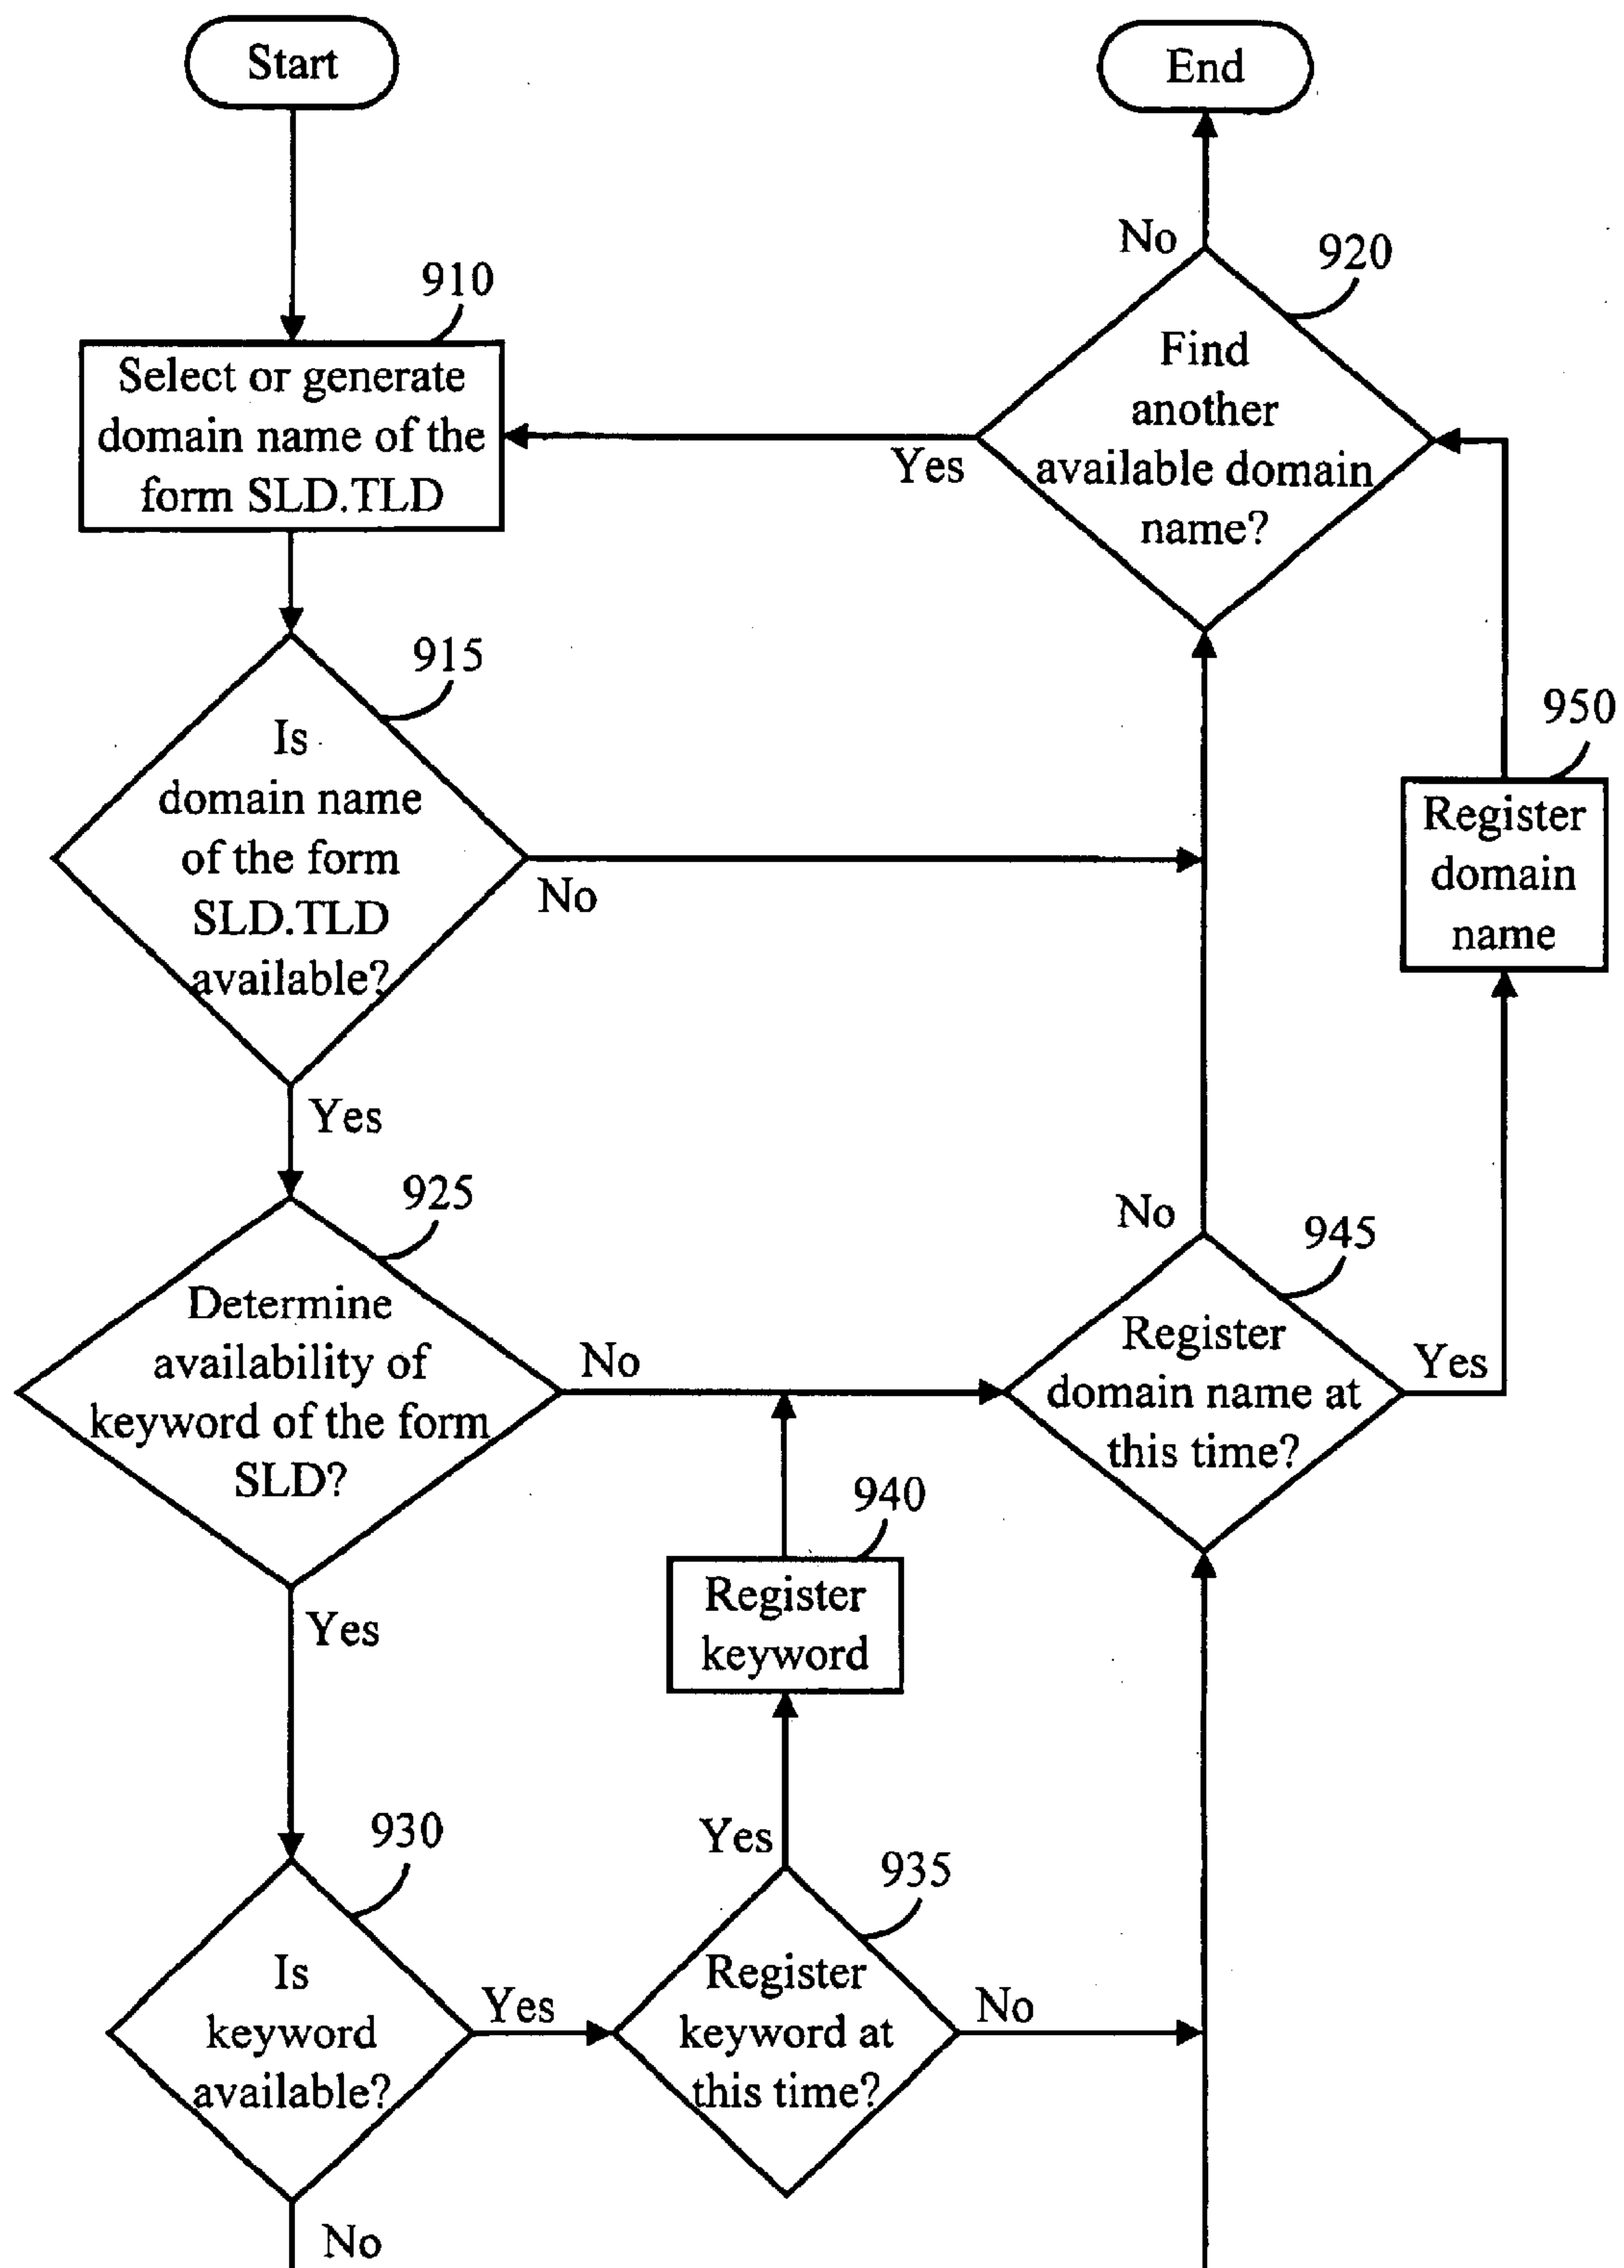 Start
End
No
920
910
Select or generate
domain name of the
form SLD.TLD
Find
another
available domain
name?
Yes
915
Is
domain name
of the form
SLD.TLD
available?
No
950
Register
domain
name
Yes
925
Determine
availability of
keyword of the form
SLD?
No
No
945
Register
domain name at
this time?
Yes
940
Register
keyword
Yes
930
Is
keyword
available?
Yes
Yes
935
Register
keyword at
this time?
No
No